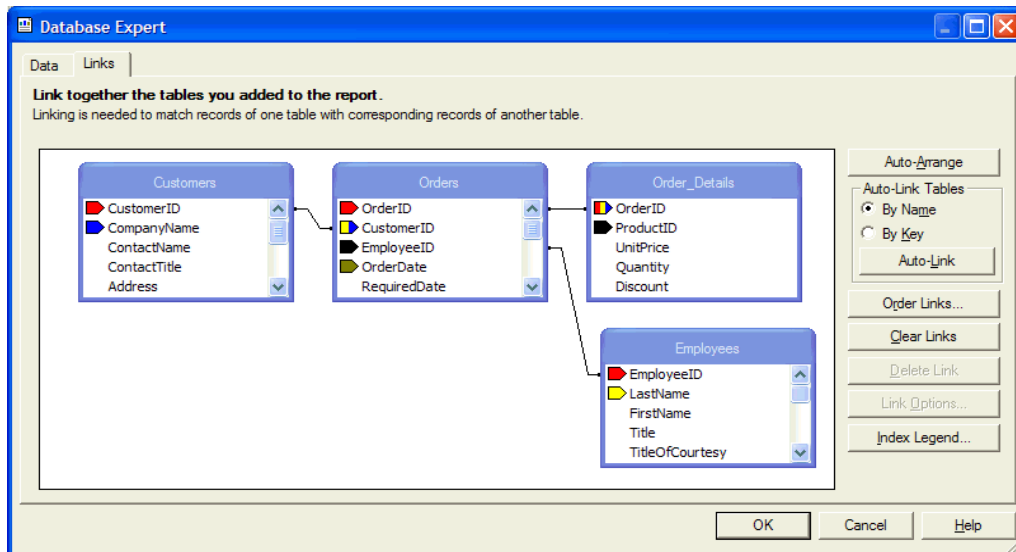 Database Expert
Data
Links
Link together the tables you added to the report.
Linking is needed to match records of one table with corresponding records of another table.
Customers
CustomerID
CompanyName
ContactName
ContactTitle
Address
Orders
OrderID
CustomerID
EmployeeID
OrderDate
RequiredDate
Order_Details
OrderID
ProductID
UnitPrice
Quantity
Discount
Employees
EmployeeID
LastName
FirstName
Title
TitleOfCourtesy
Auto-Arrange
Auto-Link Tables
By Name
By Key
Auto-Link
Order Links...
Clear Links
Delete Link
Link Options...
Index Legend...
OK
Cancel
Help